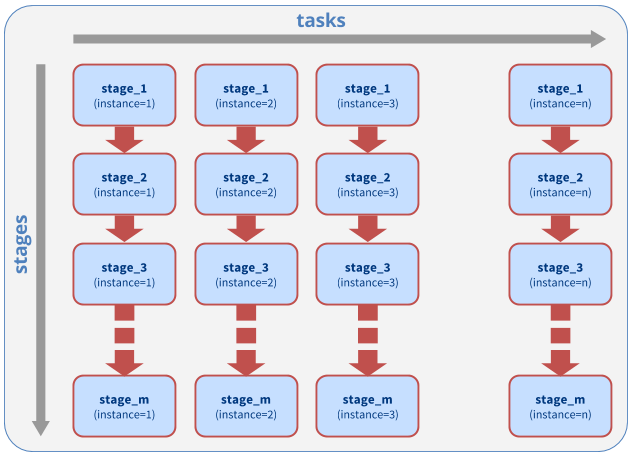 tasks
stages
stage_1
(instance=1)
stage_1
(instance=2)
stage_1
(instance=3)
stage_1
(instance=n)
stage_2
(instance=1)
stage_2
(instance=2)
stage_2
(instance=3)
stage_2
(instance=n)
stage_3
(instance=1)
stage_3
(instance=2)
stage_3
(instance=3)
stage_3
(instance=n)
stage_m
(instance=1)
stage_m
(instance=2)
stage_m
(instance=3)
stage_m
(instance=n)